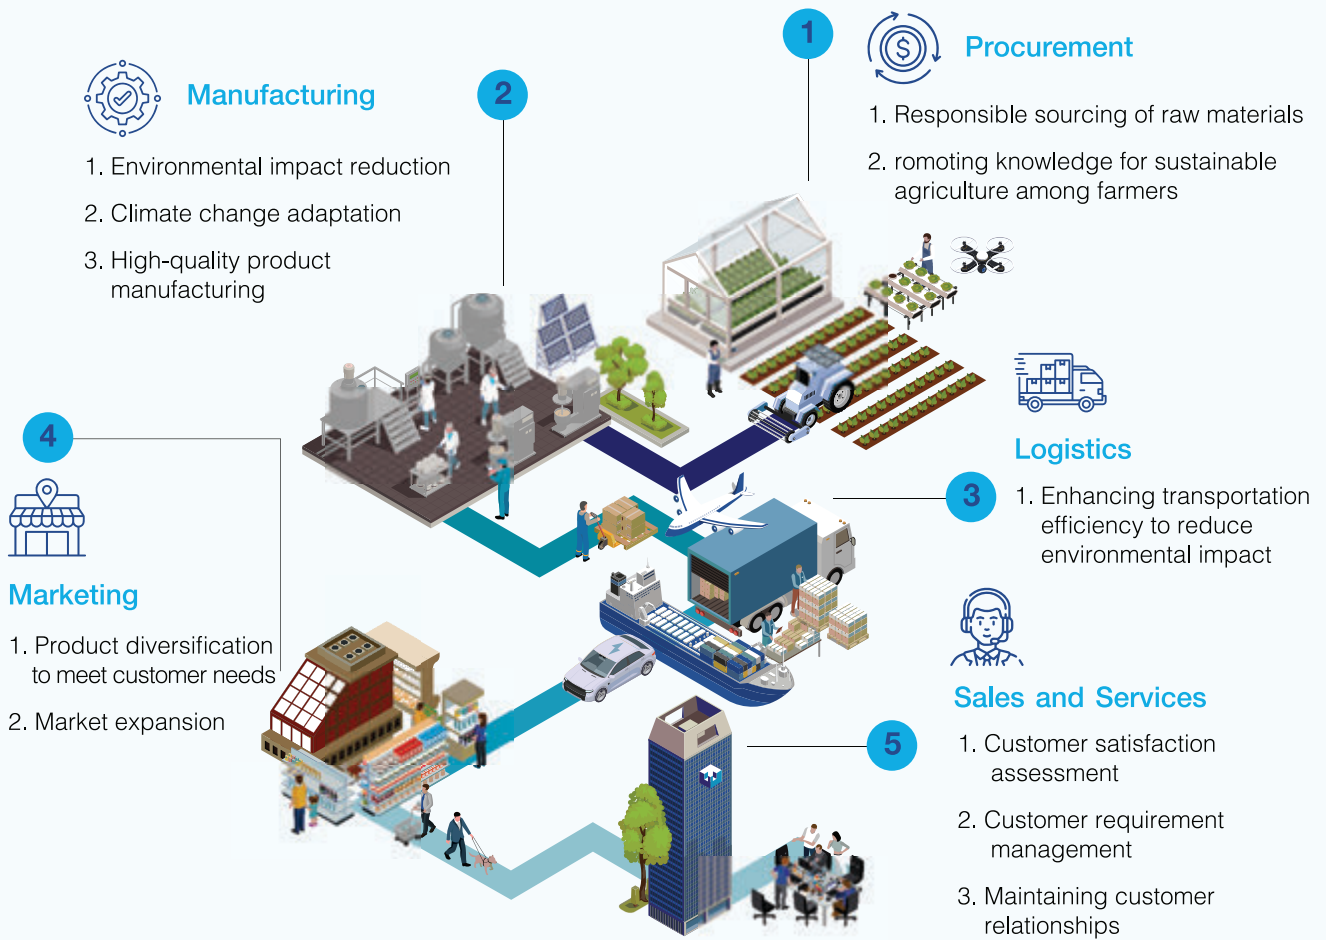 1
Procurement
1. Responsible sourcing of raw materials
2. romoting knowledge for sustainable
agriculture among farmers
2
Manufacturing
1. Environmental impact reduction
2. Climate change adaptation
3. High-quality product
manufacturing
3
Logistics
1. Enhancing transportation
efficiency to reduce
environmental impact
4
Marketing
1. Product diversification
to meet customer needs
2. Market expansion
5
Sales and Services
1. Customer satisfaction
assessment
2. Customer requirement
management
3. Maintaining customer
relationships